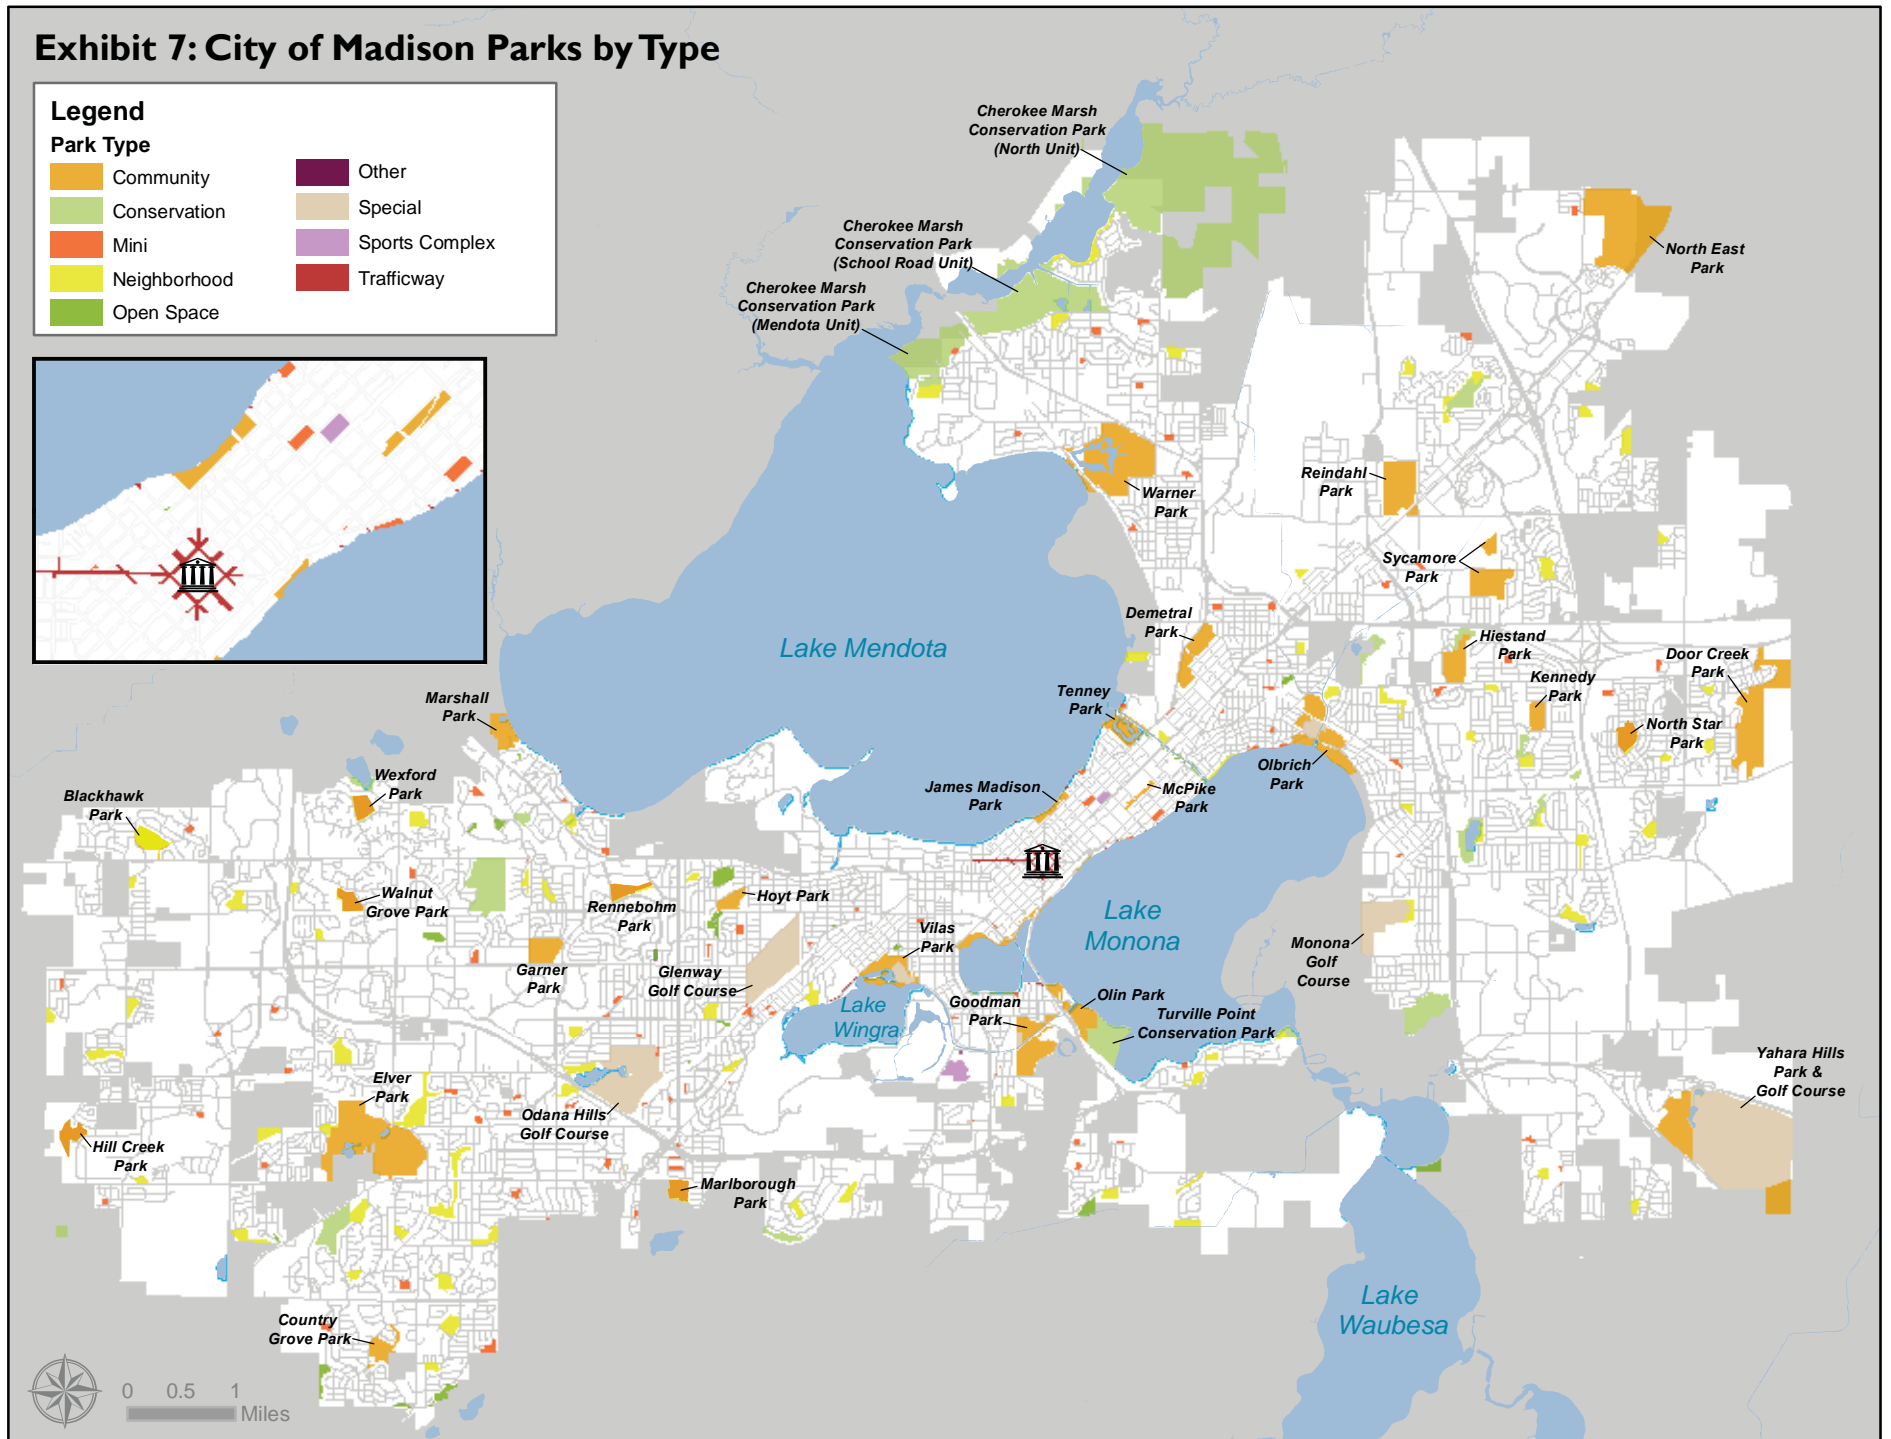 Exhibit 7: City of Madison Parks by Type
Legend
Park Type
Community
Conservation
Mini
Neighborhood
Open Space
Other
Special
Sports Complex
Trafficway
Cherokee Marsh
Conservation Park
(North Unit)
Cherokee Marsh
Conservation Park
(School Road Unit)
Cherokee Marsh
Conservation Park
(Mendota Unit)
North East
Park
Warner
Park
Reindahl
Park
Sycamore
Park
Demetral
Park
Hiestand
Park
Door Creek
Park
Kennedy
Park
North Star
Park
Lake Mendota
Tenney
Park
Marshall
Park
Olbrich
Park
James Madison
Park
McPike
Park
Wexford
Park
Blackhawk
Park
Walnut
Grove Park
Rennebohm
Park
Hoyt Park
Vilas
Park
Lake
Monona
Monona
Golf
Course
Garner
Park
Glenway
Golf Course
Lake
Wingra
Goodman
Park
Olin Park
Turville Point
Conservation Park
Yahara Hills
Park &
Golf Course
Elver
Park
Odana Hills
Golf Course
Hill Creek
Park
Marlborough
Park
Lake
Waubesa
Country
Grove Park
0 0.5 1
Miles